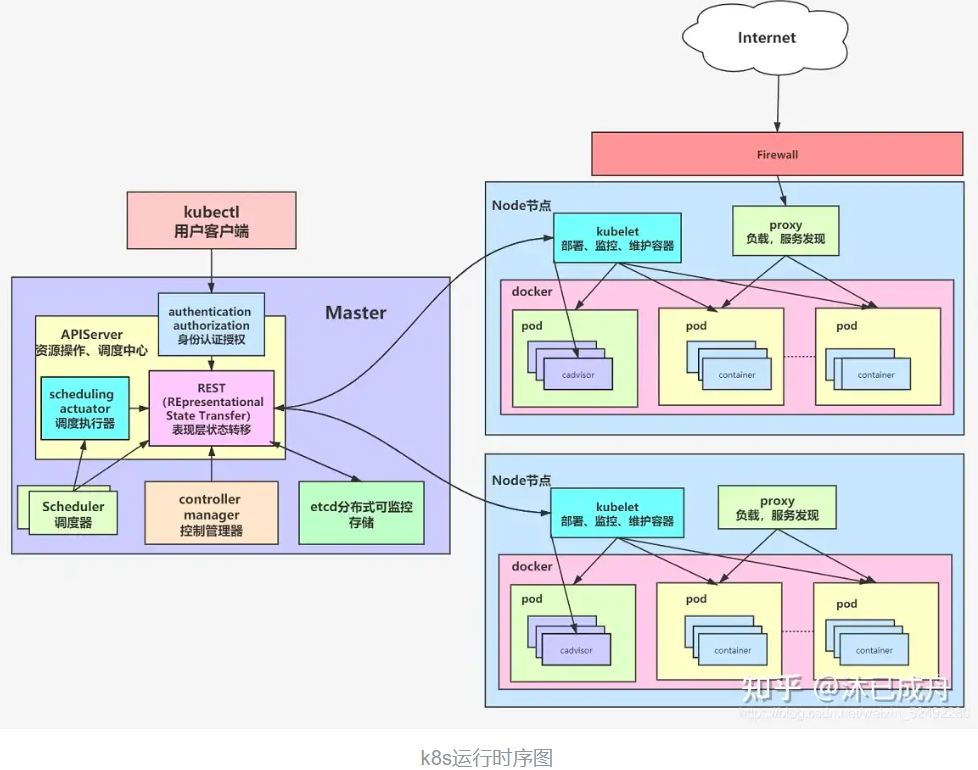 Internet
Firewall
kubectl
用户客户端
Master
authentication
authorization
身份认证授权
APIServer
资源操作、调度中心
scheduling
actuator
调度执行器
REST
(REpresentational
State Transfer)
表现层状态转移
Scheduler
调度器
controller
manager
控制管理器
etcd分布式可监控
存储
Node节点
kubelet
部署、监控、维护容器
proxy
负载，服务发现
docker
pod
cadvisor
pod
container
pod
container
Node节点
kubelet
部署、监控、维护容器
proxy
负载，服务发现
docker
pod
cadvisor
pod
container
pod
container
知乎 @沐已成舟
k8s运行时序图